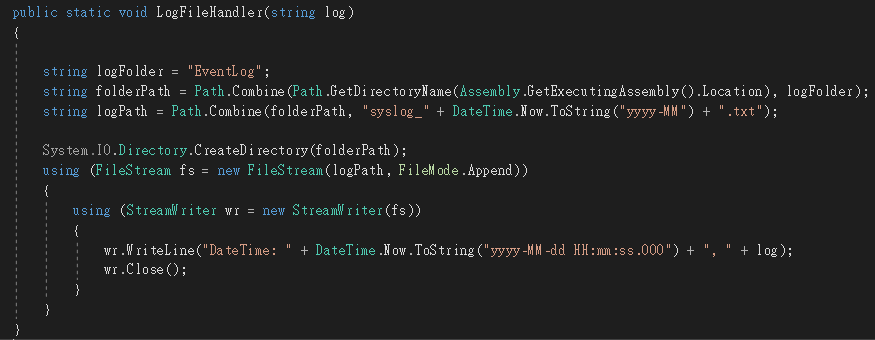 public static void LogFileHandler(string log)
{
string logFolder = "EventLog";
string folderPath = Path.Combine(Path.GetDirectoryName(Assembly.GetExecutingAssembly().Location), logFolder);
string logPath = Path.Combine(folderPath, "syslog_" + DateTime.Now.ToString("yyyy-MM") + ".txt");
System.IO.Directory.CreateDirectory(folderPath);
using (FileStream fs = new FileStream(logPath, FileMode.Append))
{
using (StreamWriter wr = new StreamWriter(fs))
{
wr.WriteLine("DateTime: " + DateTime.Now.ToString("yyyy-MM-dd HH:mm:ss.000") + ", " + log);
wr.Close();
}
}
}